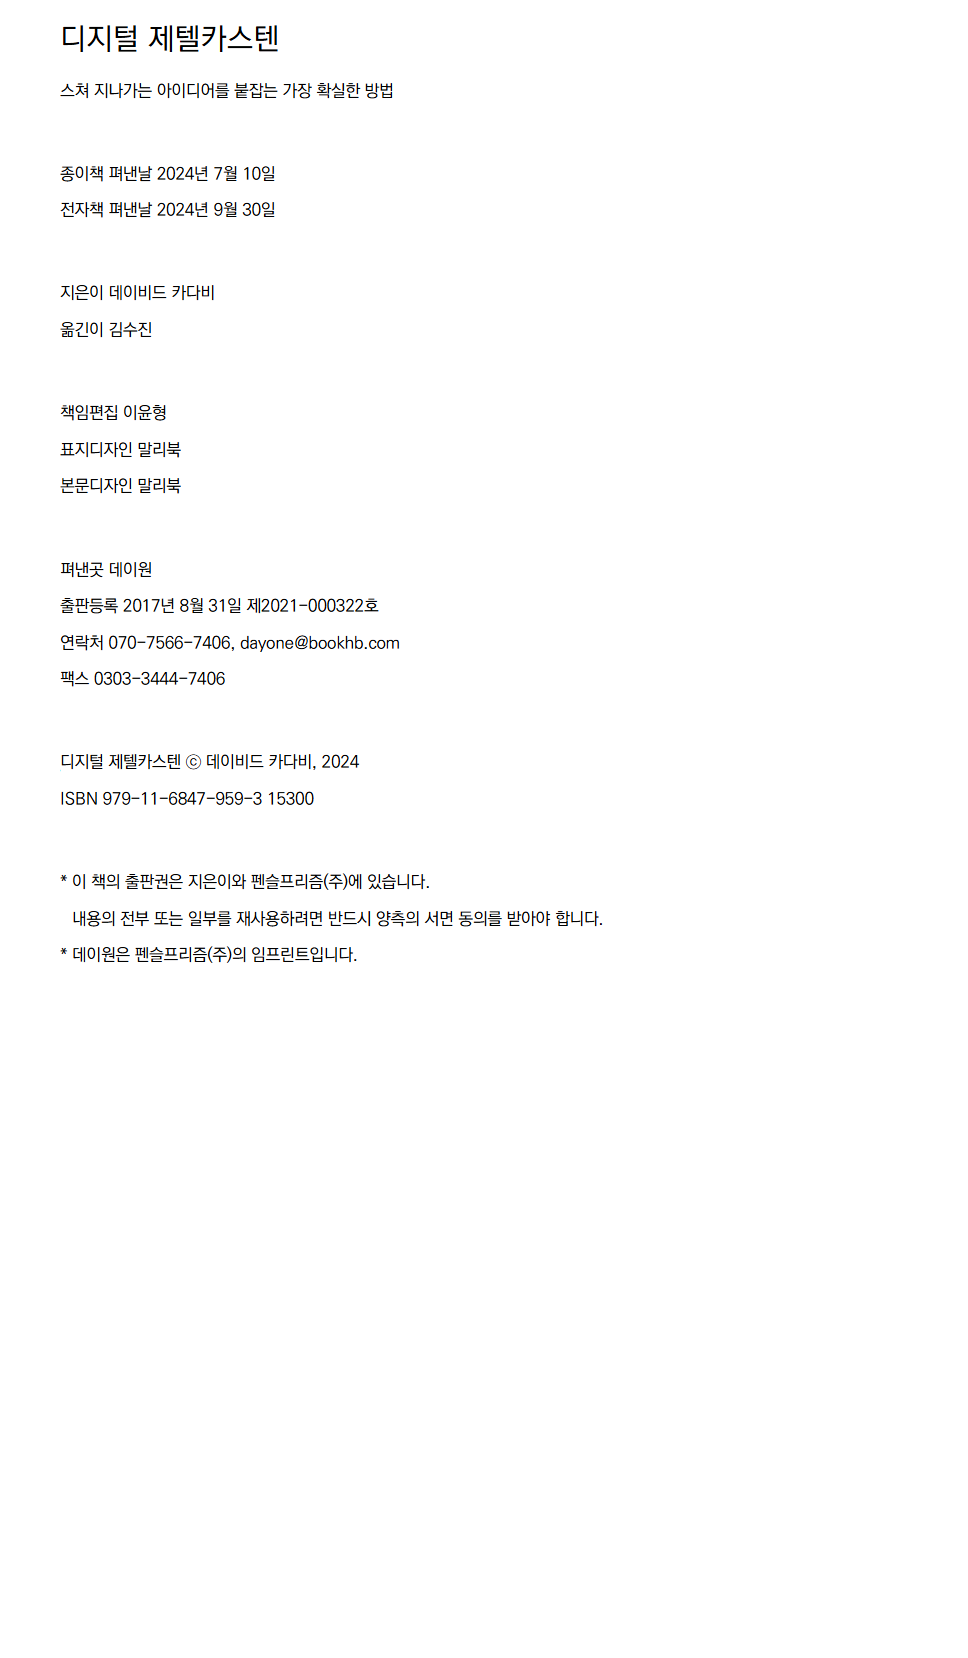 디지털 제텔카스텐
스쳐 지나가는 아이디어를 붙잡는 가장 확실한 방법
종이책 펴낸날 2024년 7월 10일
전자책 펴낸날 2024년 9월 30일
지은이 데이비드 카다비
옮긴이 김수진
책임편집 이윤형
표지디자인 말리북
본문디자인 말리북
펴낸곳 데이원
출판등록 2017년 8월 31일 제2021-000322호
연락처 070-7566-7406, dayone@bookhb.com
팩스 0303-3444-7406
디지털 제텔카스텐 ⓒ 데이비드 카다비, 2024
ISBN 979-11-6847-959-3 15300
* 이 책의 출판권은 지은이와 펜슬프리즘(주)에 있습니다.
내용의 전부 또는 일부를 재사용하려면 반드시 양측의 서면 동의를 받아야 합니다.
* 데이원은 펜슬프리즘(주)의 임프린트입니다.